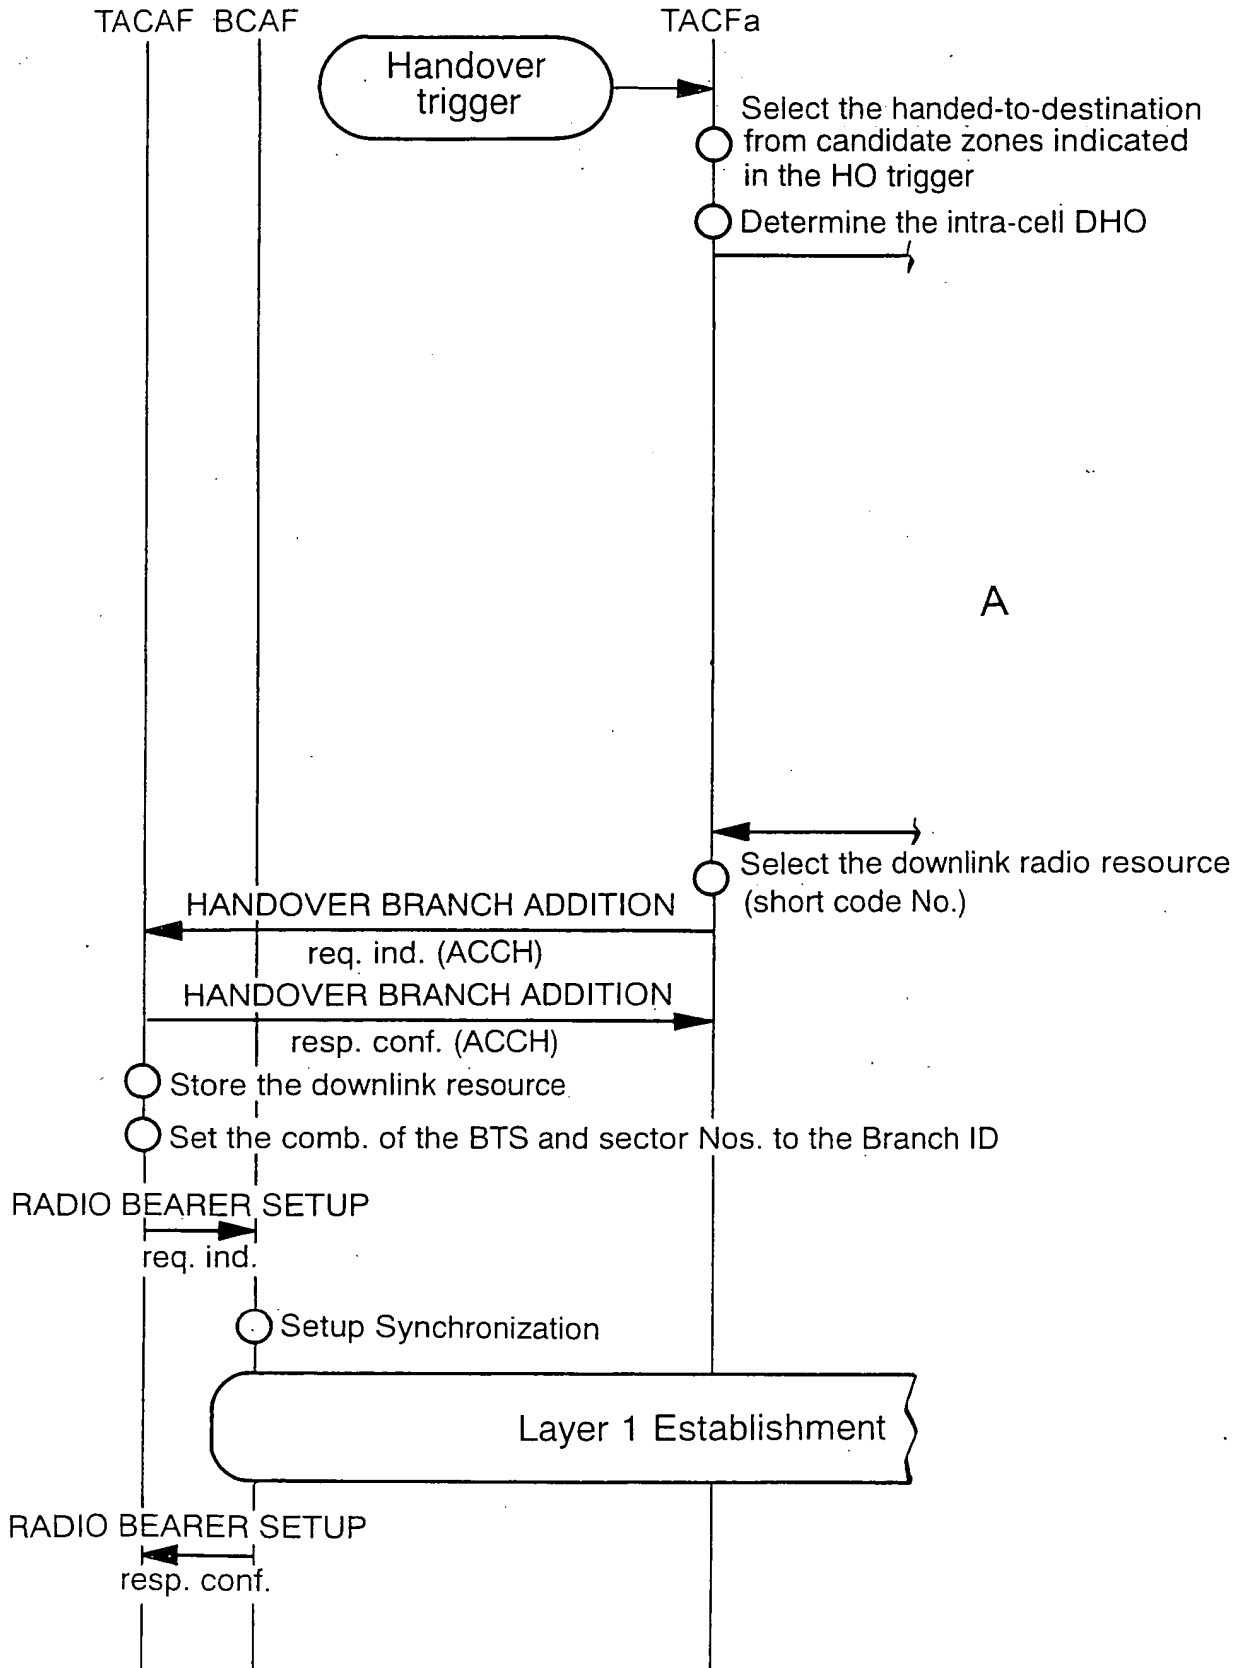 TACAF BCAF TACFa
Handover
trigger
Select the handed-to-destination
from candidate zones indicated
in the HO trigger
Determine the intra-cell DHO
A
Select the downlink radio resource
(short code No.)
HANDOVER BRANCH ADDITION
req. ind. (ACCH)
HANDOVER BRANCH ADDITION
resp. conf. (ACCH)
Store the downlink resource
Set the comb. of the BTS and sector Nos. to the Branch ID
RADIO BEARER SETUP
req. ind.
Setup Synchronization
Layer 1 Establishment
RADIO BEARER SETUP
resp. conf.